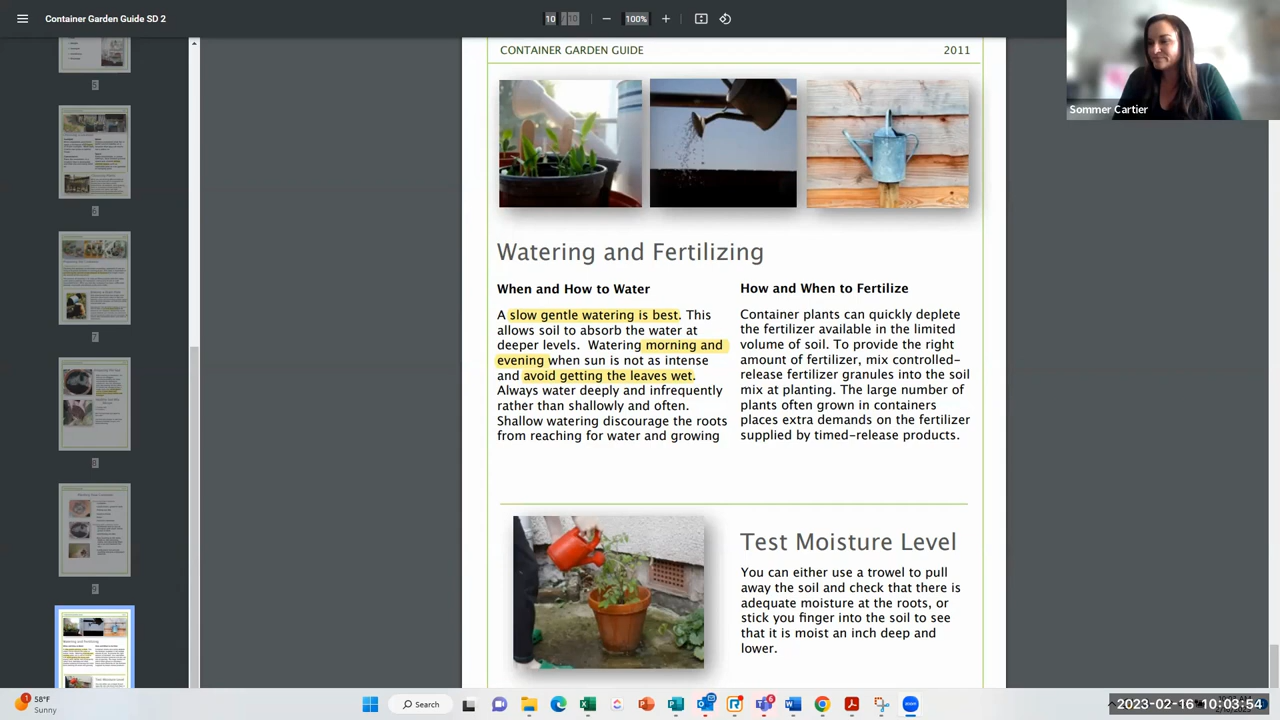 Container Garden Guide SD 2
10 / 10
100%
Sommer Cartier
CONTAINER GARDEN GUIDE
2011
Watering and Fertilizing
When and How to Water
A slow gentle watering is best. This
allows soil to absorb the water at
deeper levels. Watering morning and
evening when sun is not as intense
and avoid getting the leaves wet.
Always water deeply and infrequently
rather than shallowly and often.
Shallow watering discourage the roots
from reaching for water and growing
How and When to Fertilize
Container plants can quickly deplete
the fertilizer available in the limited
volume of soil. To provide the right
amount of fertilizer, mix controlled-
release fertilizer granules into the soil
mix at planting. The large number of
plants often grown in containers
places extra demands on the fertilizer
supplied by timed-release products.
Test Moisture Level
You can either use a trowel to pull
away the soil and check that there is
adequate moisture at the roots, or
stick you finger into the soil to see
that it is moist an inch deep and
lower.
5
6
7
8
9
Sunny
Search
2023-02-16 10:03:54